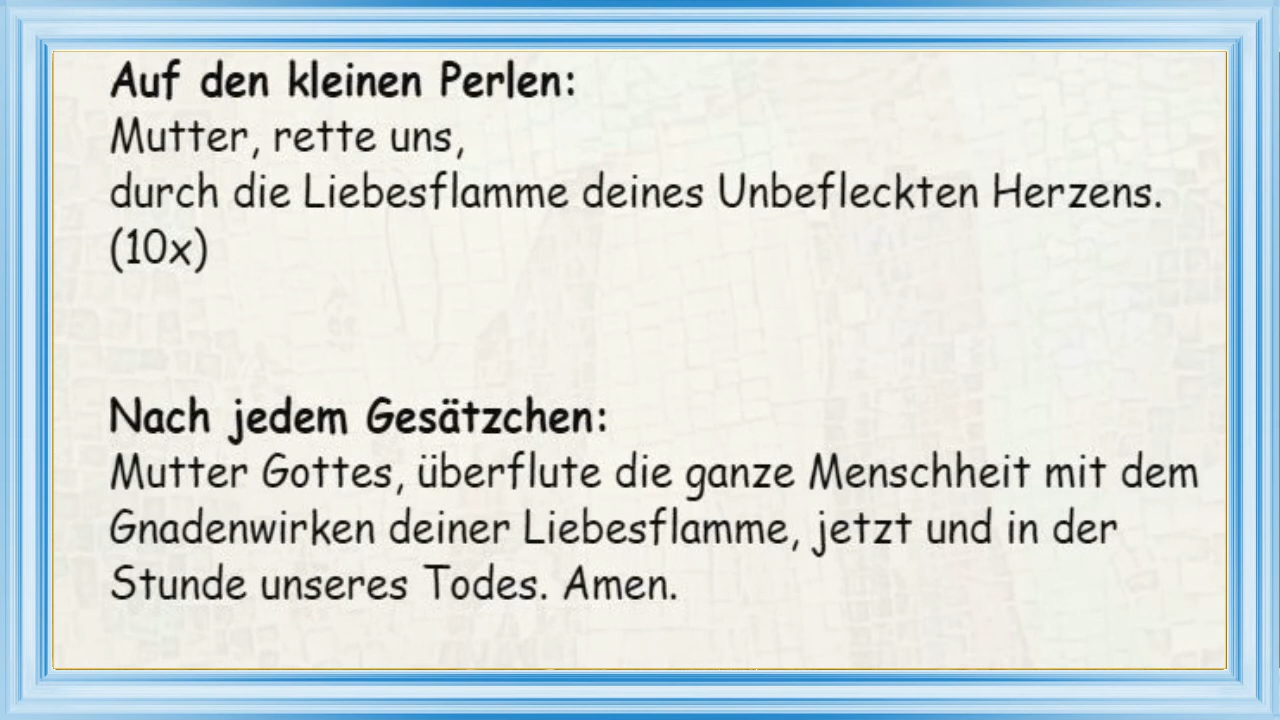 Auf den kleinen Perlen:
Mutter, rette uns,
durch die Liebesflamme deines Unbefleckten Herzens.
(10x)
Nach jedem Gesätzchen:
Mutter Gottes, überflute die ganze Menschheit mit dem
Gnadenwirken deiner Liebesflamme, jetzt und in der
Stunde unseres Todes. Amen.